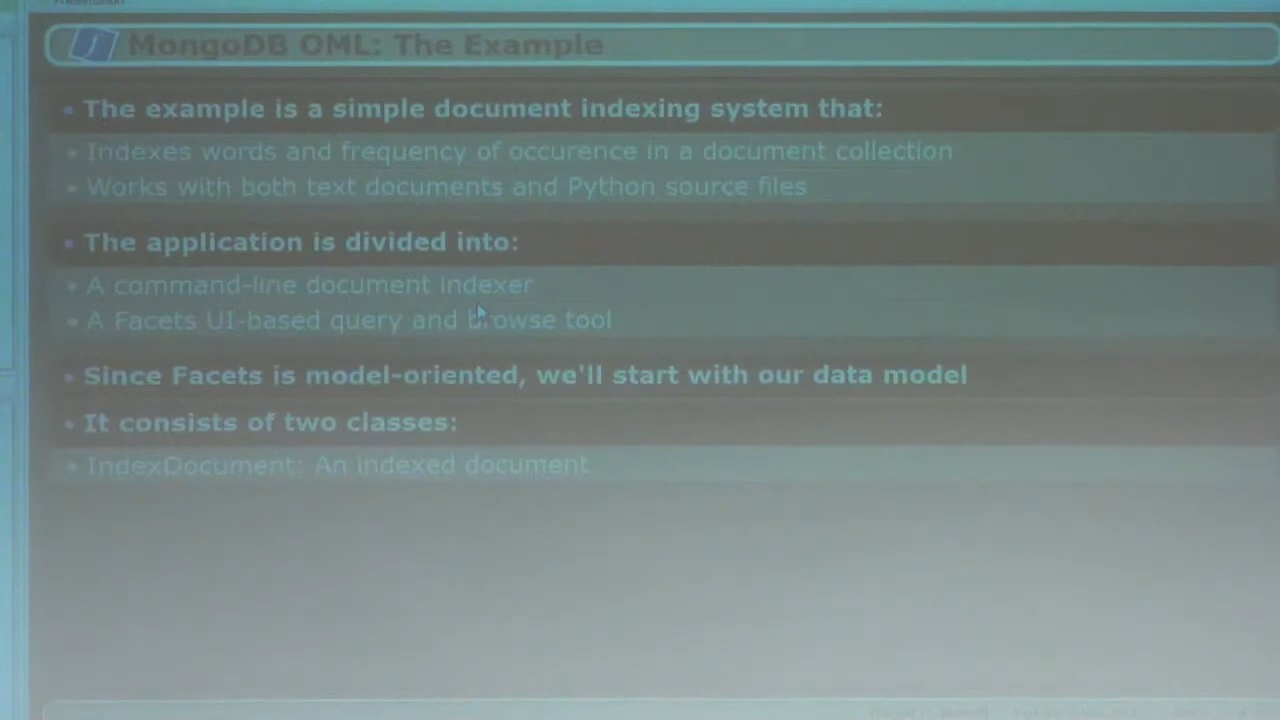 Presentation
MongoDB OML: The Example
• The example is a simple document indexing system that:
• Indexes words and frequency of occurence in a document collection
• Works with both text documents and Python source files
• The application is divided into:
• A command-line document indexer
• A Facets UI-based query and browse tool
• Since Facets is model-oriented, we'll start with our data model
• It consists of two classes:
• IndexDocument: An indexed document